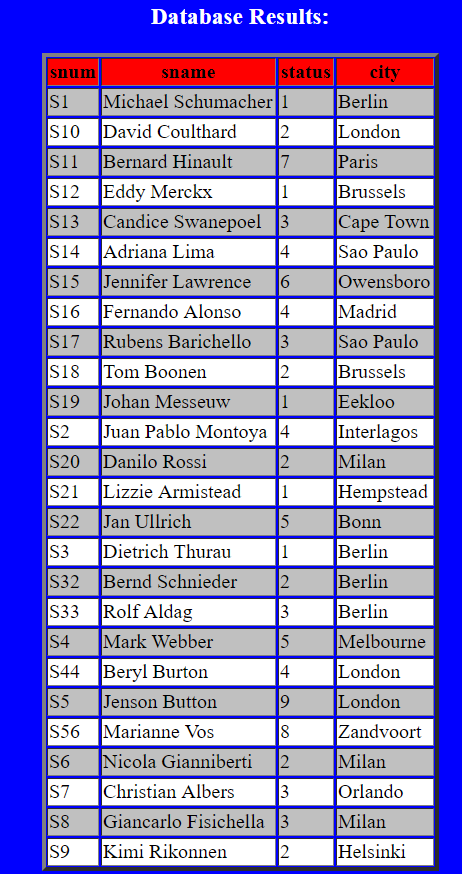 Database Results:
snum sname status city
S1 Michael Schumacher 1 Berlin
S10 David Coulthard 2 London
S11 Bernard Hinault 7 Paris
S12 Eddy Merckx 1 Brussels
S13 Candice Swanepoel 3 Cape Town
S14 Adriana Lima 4 Sao Paulo
S15 Jennifer Lawrence 6 Owensboro
S16 Fernando Alonso 4 Madrid
S17 Rubens Barichello 3 Sao Paulo
S18 Tom Boonen 2 Brussels
S19 Johan Messeuw 1 Eekloo
S2 Juan Pablo Montoya 4 Interlagos
S20 Danilo Rossi 2 Milan
S21 Lizzie Armistead 1 Hempstead
S22 Jan Ullrich 5 Bonn
S3 Dietrich Thurau 1 Berlin
S32 Bernd Schnieder 2 Berlin
S33 Rolf Aldag 3 Berlin
S4 Mark Webber 5 Melbourne
S44 Beryl Burton 4 London
S5 Jenson Button 9 London
S56 Marianne Vos 8 Zandvoort
S6 Nicola Gianniberti 2 Milan
S7 Christian Albers 3 Orlando
S8 Giancarlo Fisichella 3 Milan
S9 Kimi Rikonnen 2 Helsinki